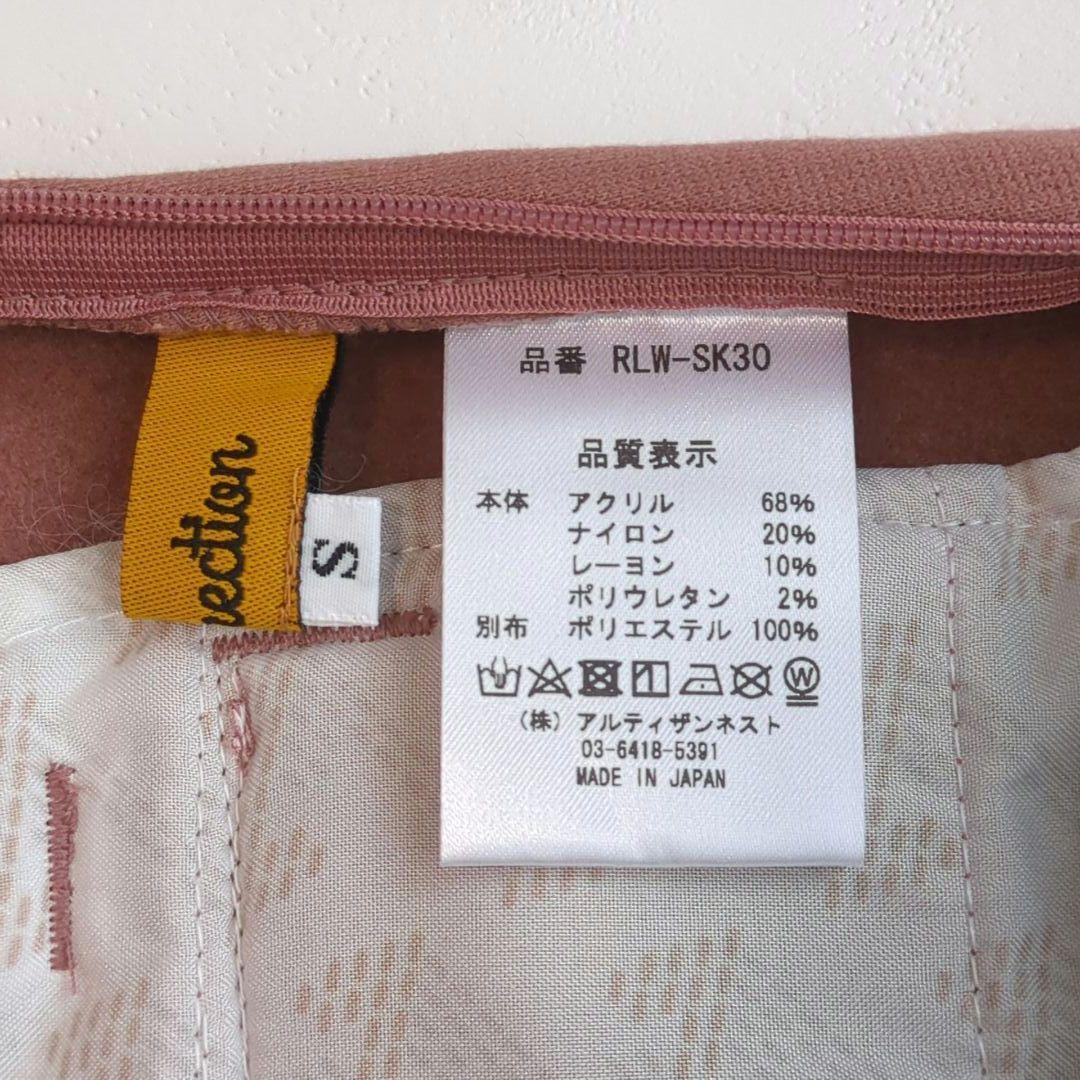 品番 RLW-SK30
品質表示
本体 アクリル 68%
ナイロン 20%
レーヨン 10%
ポリウレタン 2%
別布 ポリエステル 100%
W
(株) アルティザンネスト
03-6418-5391
MADE IN JAPAN
S